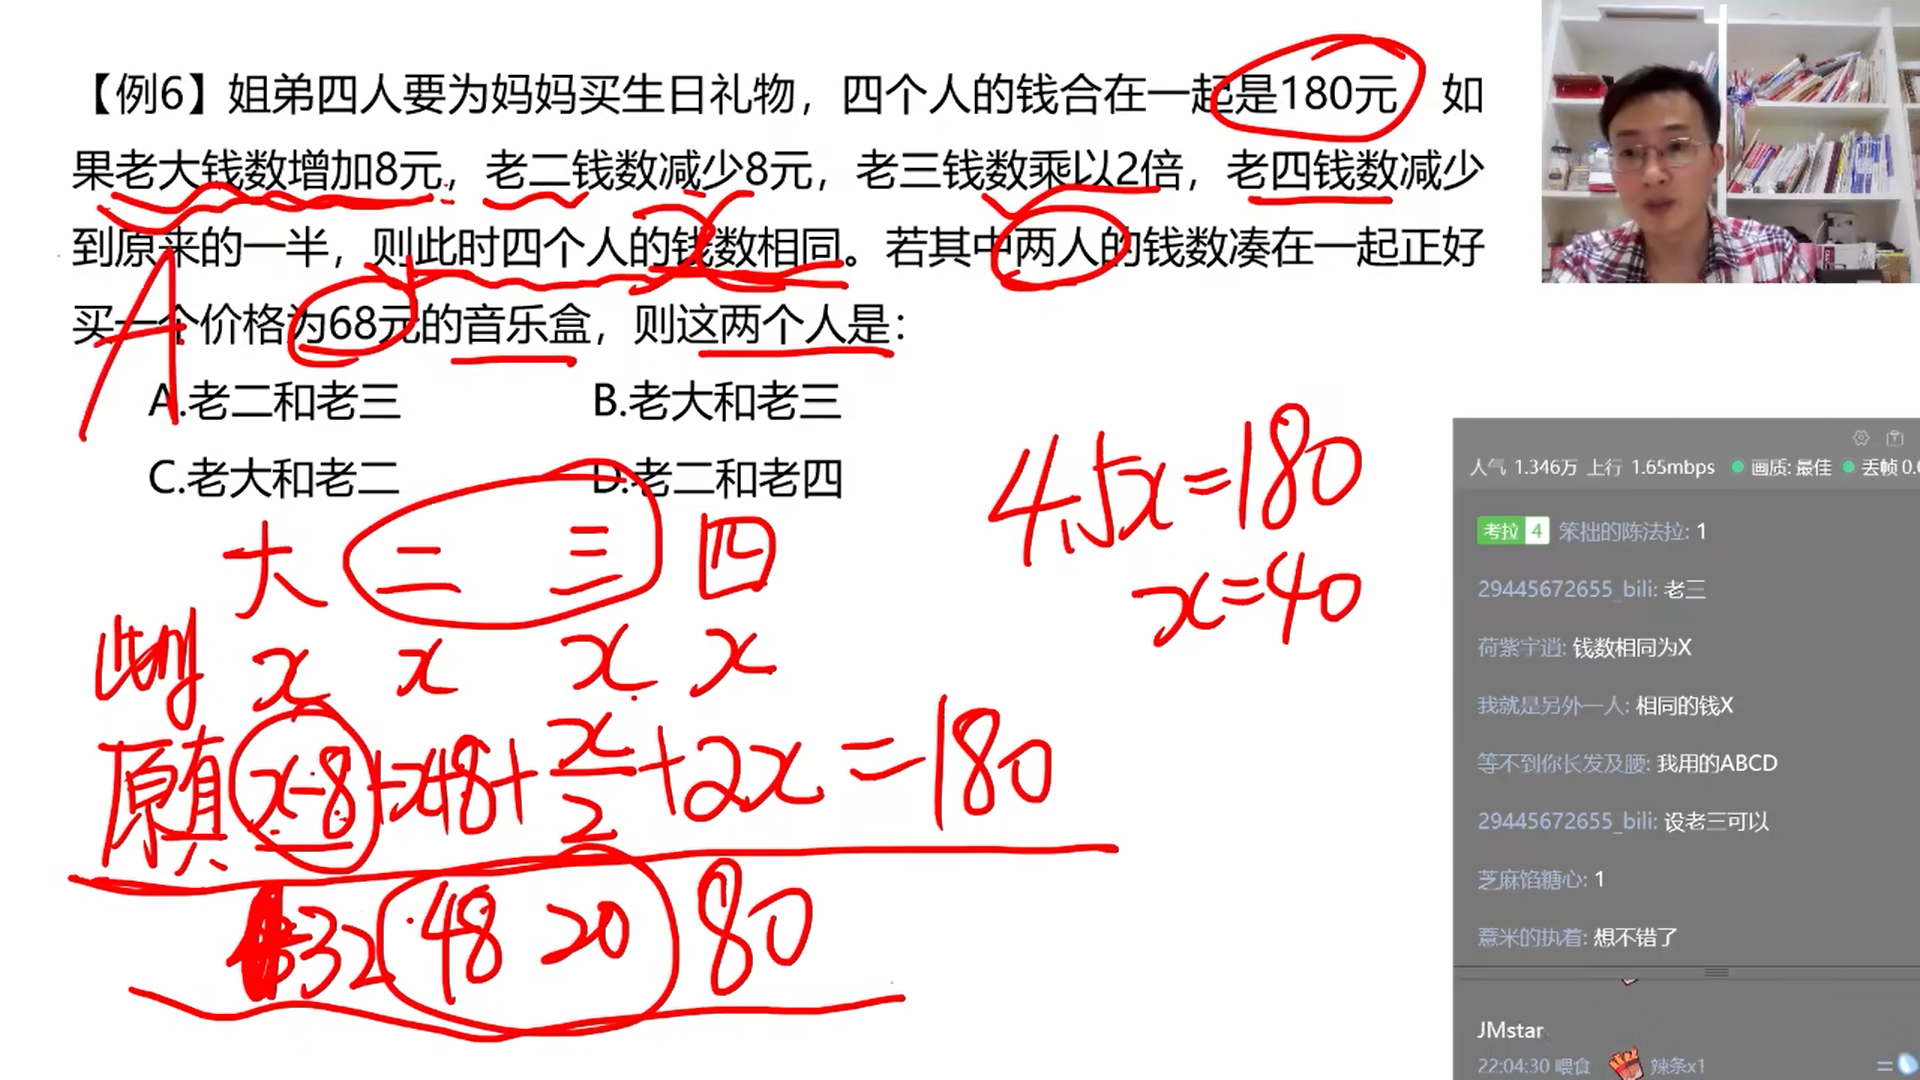 【例6】姐弟四人要为妈妈买生日礼物，四个人的钱合在一起是180元 如
果老大钱数增加8元，老二钱数减少8元，老三钱数乘以2倍，老四钱数减少
到原来的一半，则此时四个人的钱数相同。若其中两人的钱数凑在一起正好
买一个价格为68元的音乐盒，则这两个人是：
A
A.老二和老三 B.老大和老三
C.老大和老二 D.老二和老四
4.5x=180
x=40
大 二 三 四
此时 x x x x
原有 x-8+x+8+x/2+2x=180
32 48 20 80
人气 1.346万 上行 1.65mbps 画质: 最佳 丢帧 0.0
考拉 4 笨拙的陈法拉: 1
29445672655_bili: 老三
荷紫宇逍: 钱数相同为X
我就是另外一人: 相同的钱X
等不到你长发及腰: 我用的ABCD
29445672655_bili: 设老三可以
芝麻馅糖心: 1
薏米的执着: 想不错了
JMstar
22:04:30 喂食 辣条x1